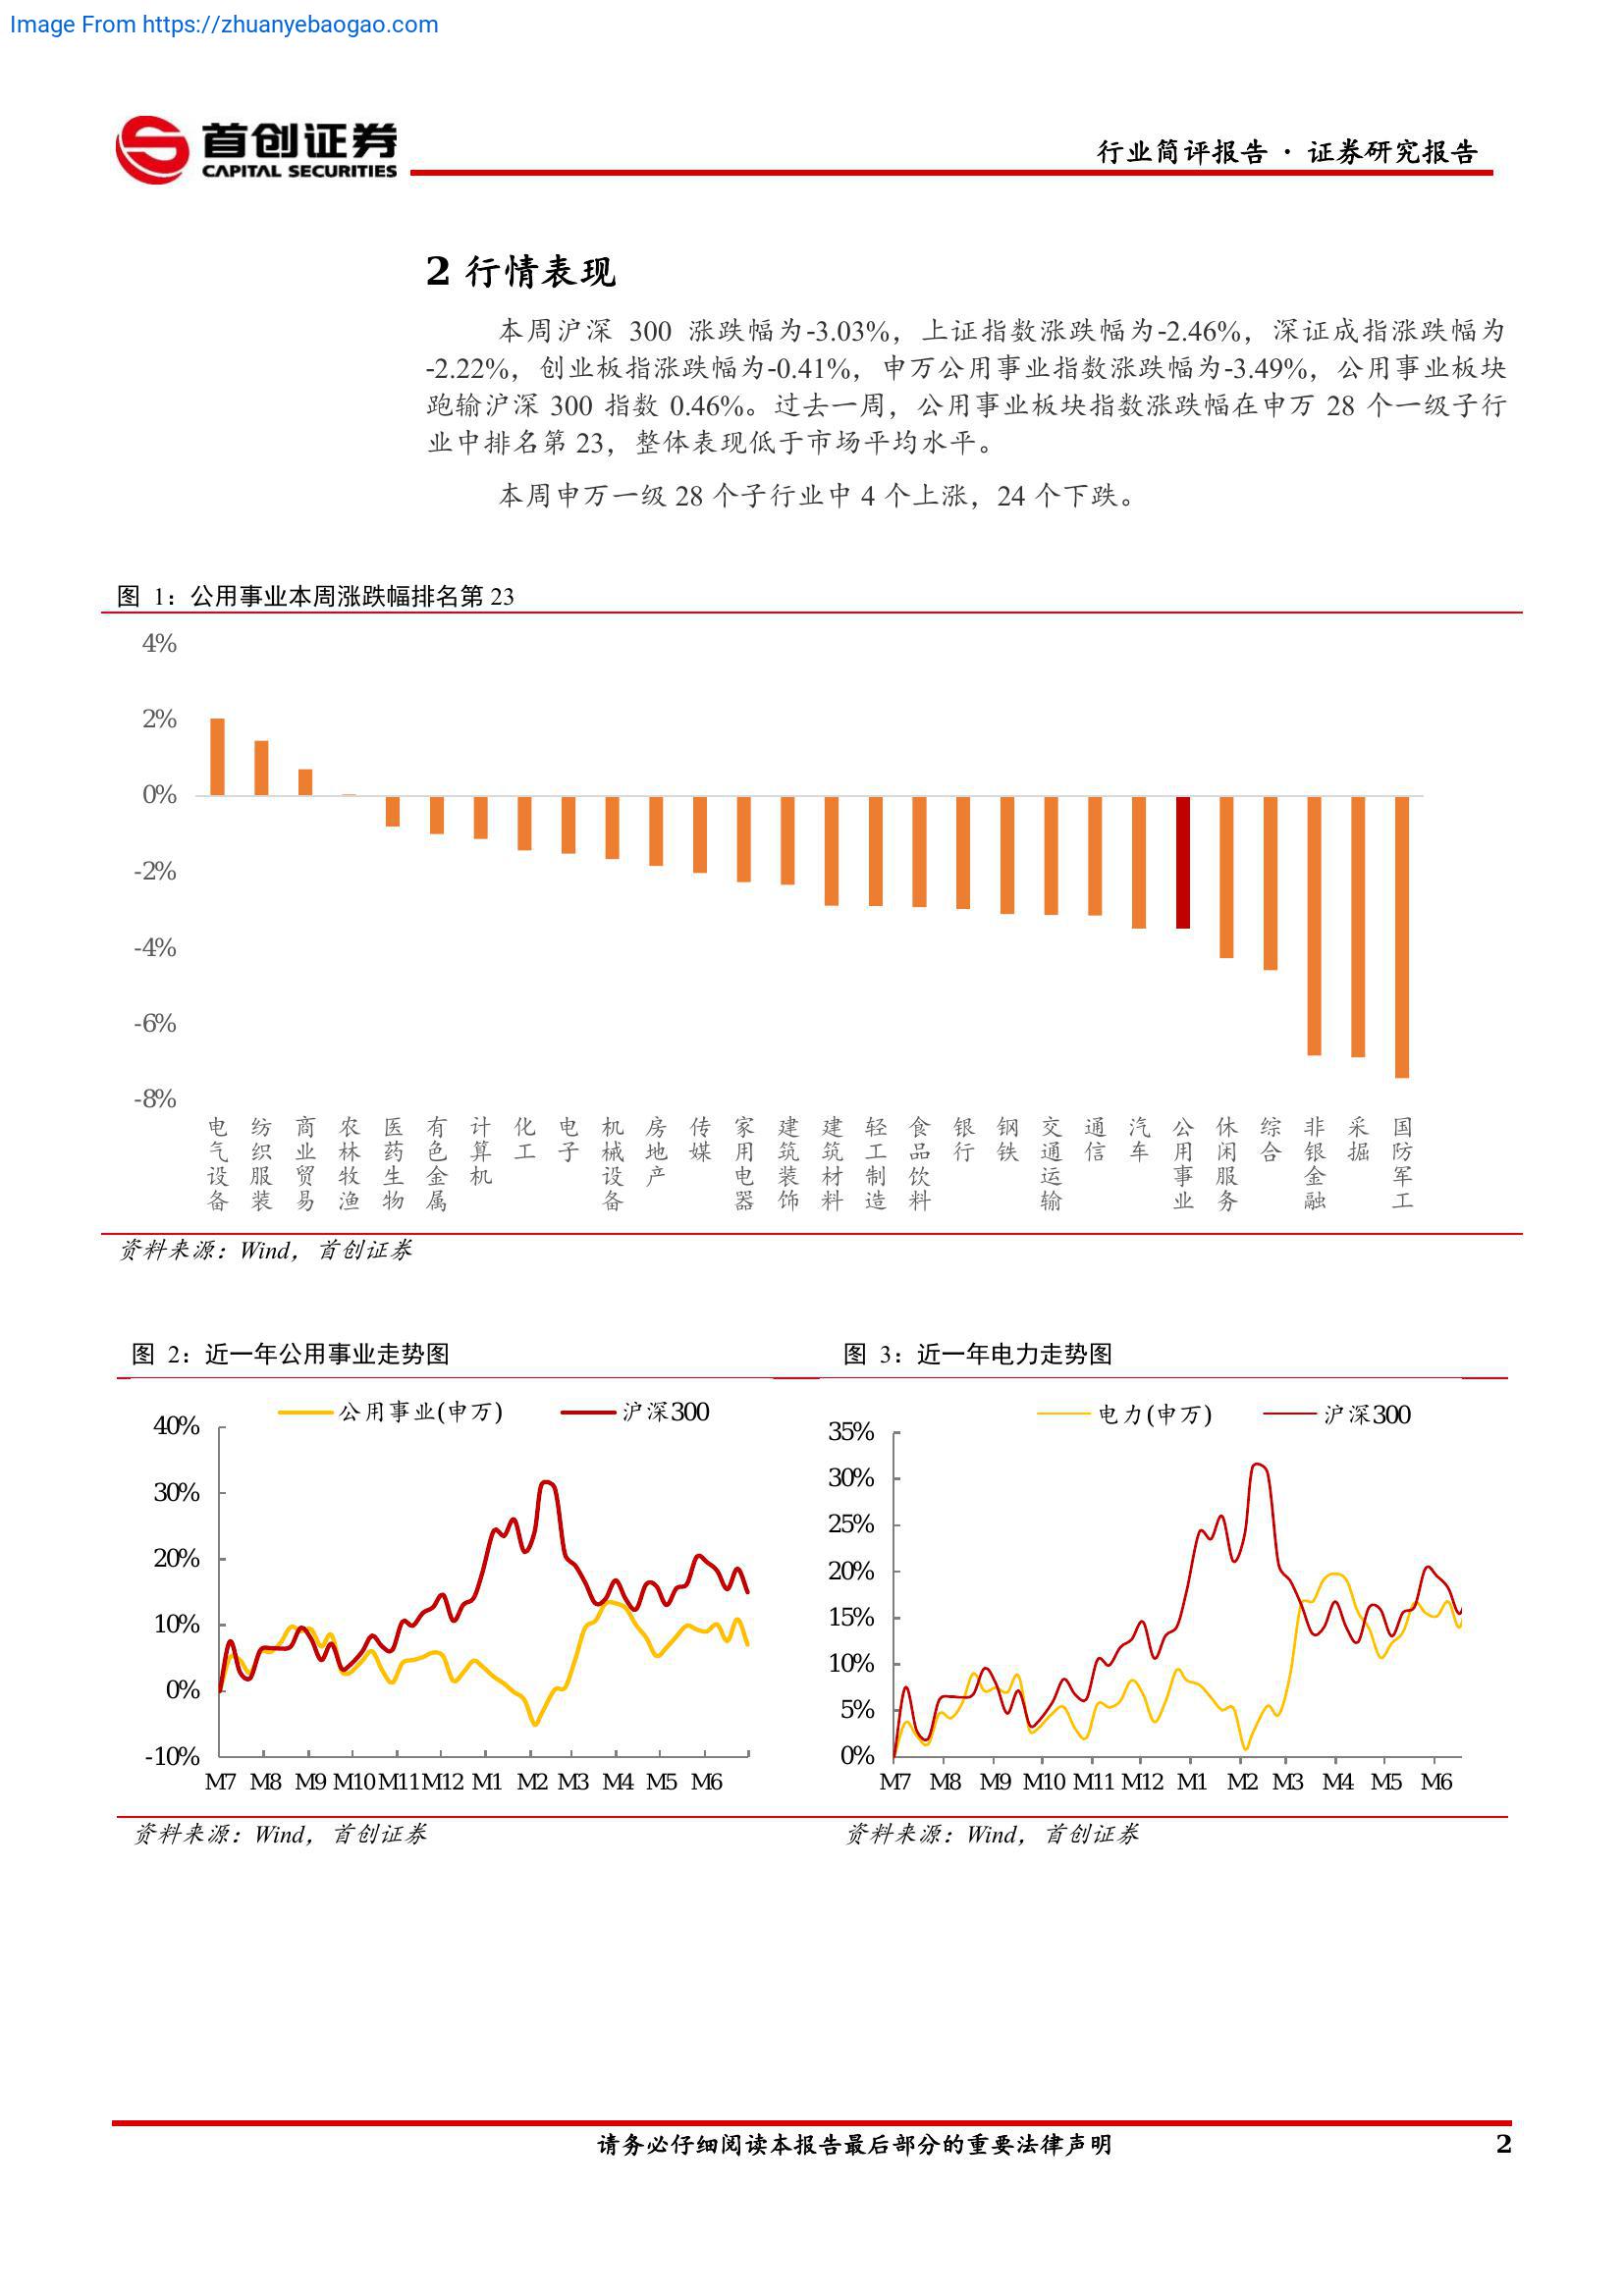 Image From https://zhuanyebaogao.com
首创证券
CAPITAL SECURITIES
行业简评报告 · 证券研究报告
2 行情表现
本周沪深 300 涨跌幅为-3.03%，上证指数涨跌幅为-2.46%，深证成指涨跌幅为
-2.22%，创业板指涨跌幅为-0.41%，申万公用事业指数涨跌幅为-3.49%，公用事业板块
跑输沪深 300 指数 0.46%。过去一周，公用事业板块指数涨跌幅在申万 28 个一级子行
业中排名第 23，整体表现低于市场平均水平。
本周申万一级 28 个子行业中 4 个上涨，24 个下跌。
图 1：公用事业本周涨跌幅排名第 23
4%
2%
0%
-2%
-4%
-6%
-8%
电气设备
纺织服装
商业贸易
农林牧渔
医药生物
有色金属
计算机
化工
电子
机械设备
房地产
传媒
家用电器
建筑装饰
建筑材料
轻工制造
食品饮料
银行
钢铁
交通运输
通信
汽车
公用事业
休闲服务
综合
非银金融
采掘
国防军工
资料来源：Wind，首创证券
图 2：近一年公用事业走势图
公用事业(申万)
沪深300
40%
30%
20%
10%
0%
-10%
M7 M8 M9 M10 M11 M12 M1 M2 M3 M4 M5 M6
资料来源：Wind，首创证券
图 3：近一年电力走势图
电力(申万)
沪深300
35%
30%
25%
20%
15%
10%
5%
0%
M7 M8 M9 M10 M11 M12 M1 M2 M3 M4 M5 M6
资料来源：Wind，首创证券
请务必仔细阅读本报告最后部分的重要法律声明
2